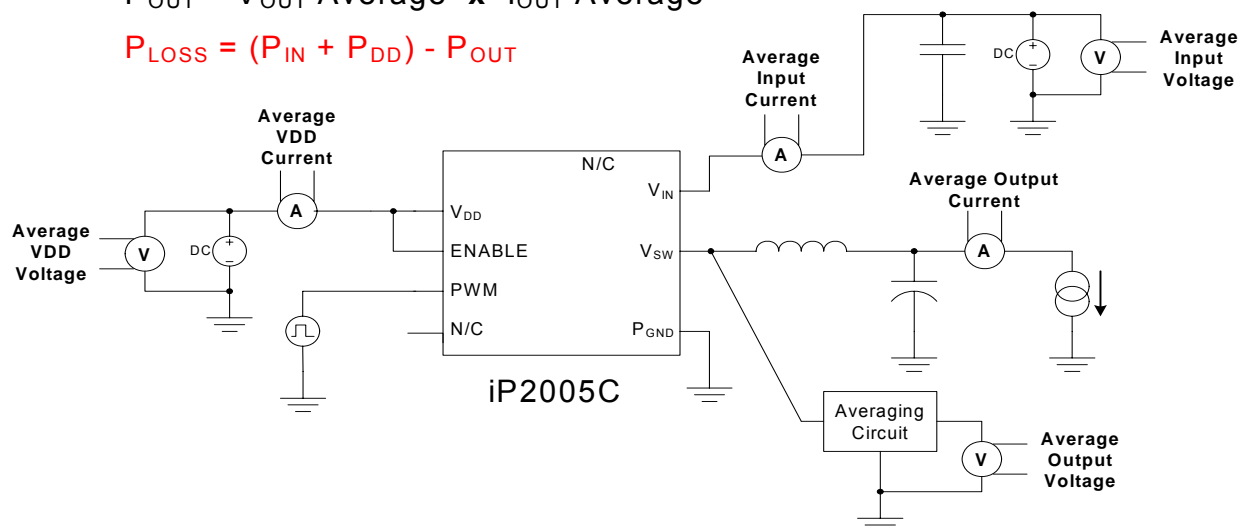 P_LOSS = (P_IN + P_DD) - P_OUT
Average
Input
Current
DC
+
−
V
Average
Input
Voltage
Average
VDD
Current
A
A
N/C
V_IN
Average Output
Current
Average
VDD
Voltage
V
DC
+
−
A
V_DD
ENABLE
PWM
N/C
V_SW
P_GND
iP2005C
Averaging
Circuit
V
Average
Output
Voltage